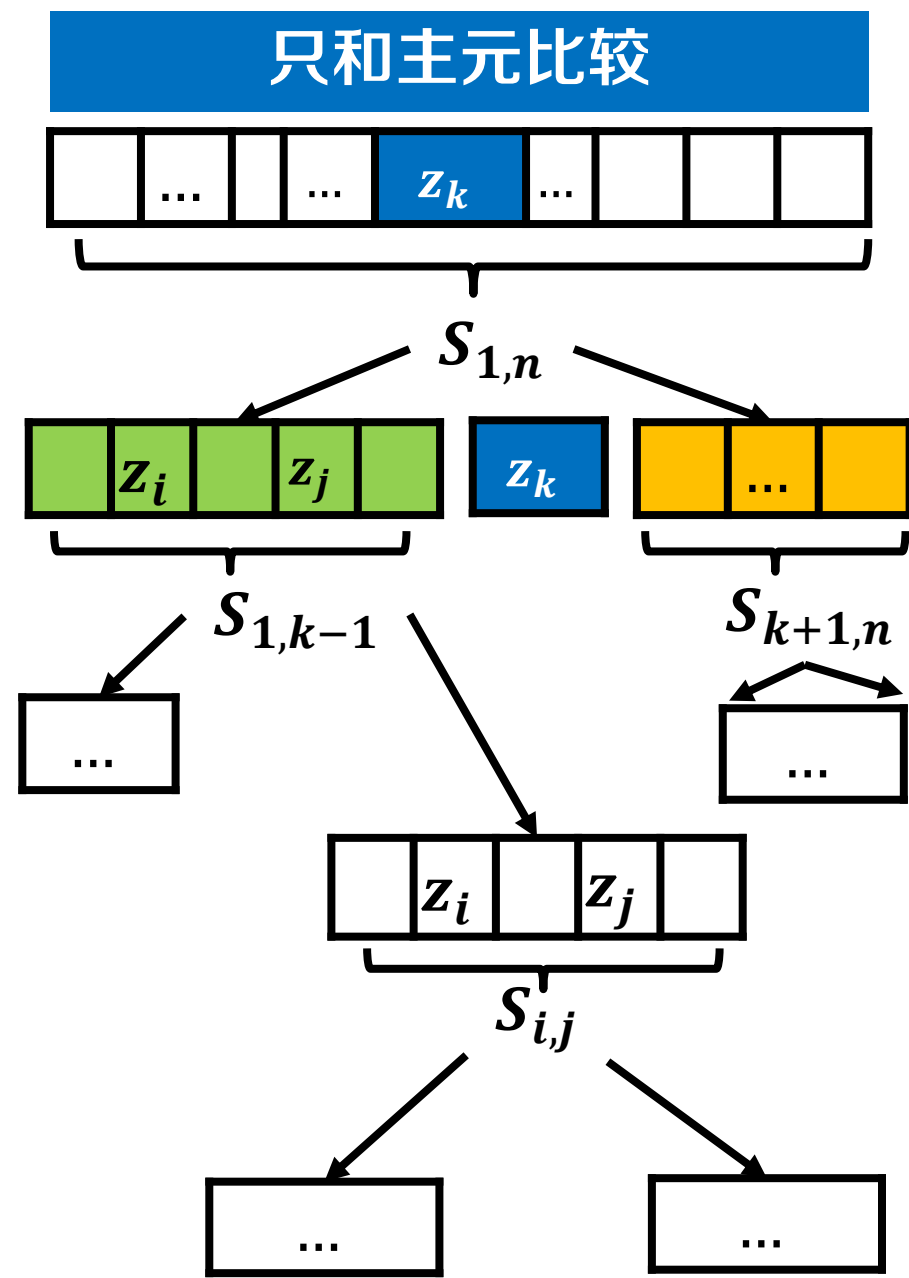 只和主元比较
... ... z_k ...
S_{1,n}
z_i z_j z_k ...
S_{1,k-1} S_{k+1,n}
... ...
z_i z_j
S_{i,j}
... ...